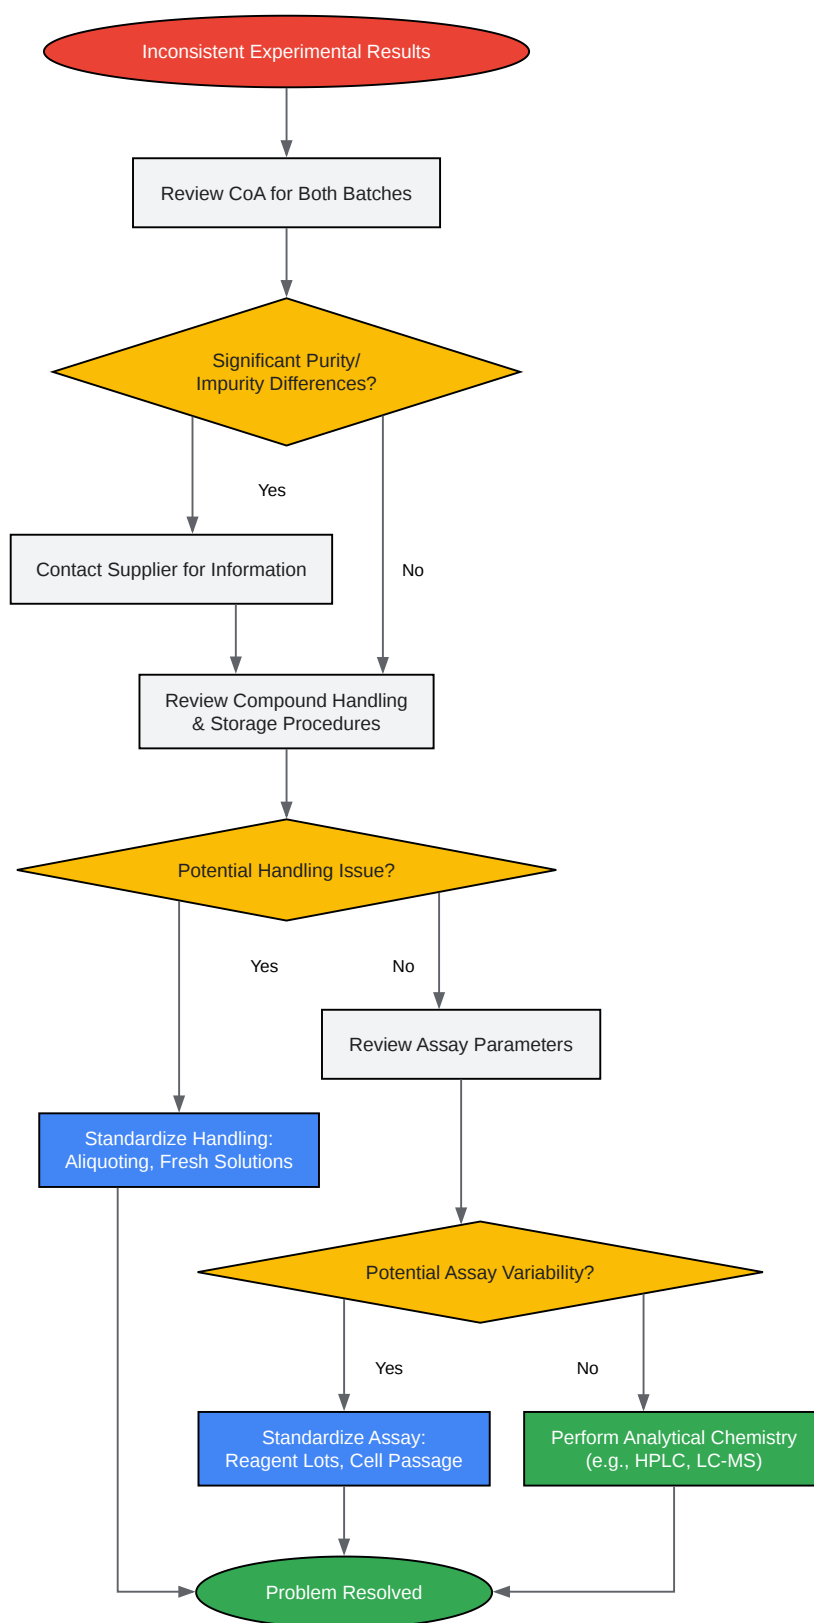 Inconsistent Experimental Results
Review CoA for Both Batches
Significant Purity/
Impurity Differences?
Yes
Contact Supplier for Information
No
Review Compound Handling
& Storage Procedures
Potential Handling Issue?
Yes
No
Review Assay Parameters
Standardize Handling:
Aliquoting, Fresh Solutions
Potential Assay Variability?
Yes
No
Standardize Assay:
Reagent Lots, Cell Passage
Perform Analytical Chemistry
(e.g., HPLC, LC-MS)
Problem Resolved